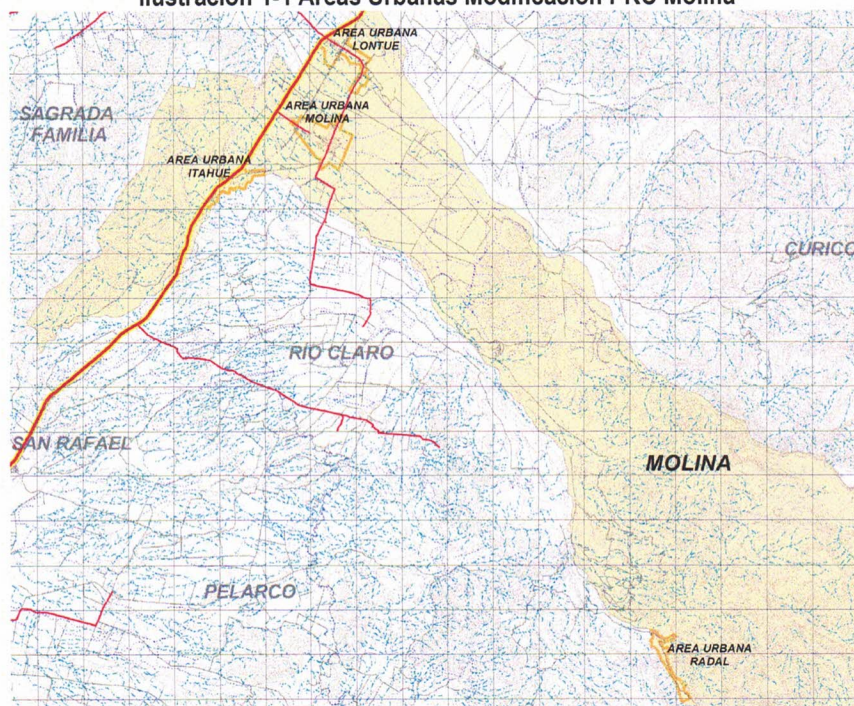 Ilustración 1-1 Áreas Urbanas Modificación PRC Molina
AREA URBANA
LONTUE
SAGRADA
FAMILIA
AREA URBANA
MOLINA
AREA URBANA
ITAHUE
CURICO
RIO CLARO
SAN RAFAEL
MOLINA
PELARCO
AREA URBANA
RADAL